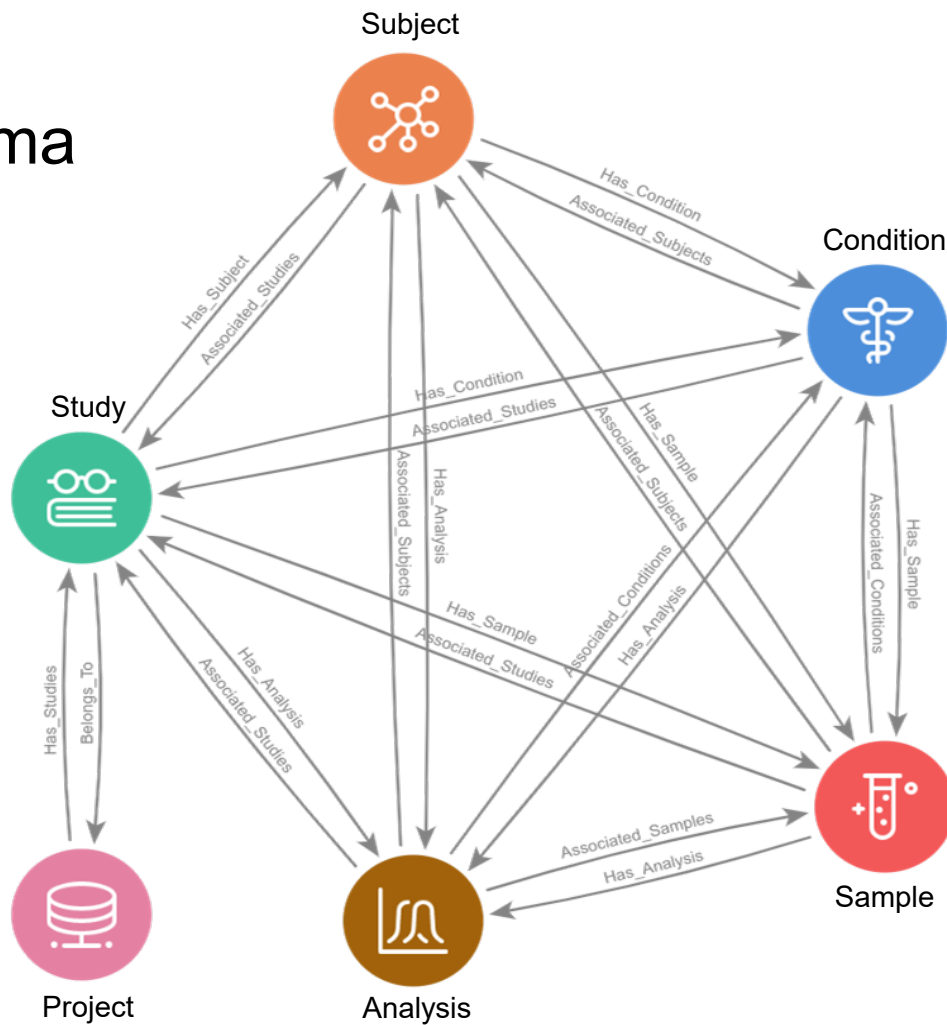 Subject
ma
Has_Condition
Associated_Subjects
Condition
Has_Subject
Associated_Studies
Has_Condition
Associated_Studies
Study
Has_Sample
Associated_Subjects
Associated_Subjects
Has_Analysis
Associated_Conditions
Has_Sample
Associated_Conditions
Has_Analysis
Has_Sample
Associated_Studies
Has_Studies
Belongs_To
Has_Analysis
Associated_Studies
Associated_Samples
Has_Analysis
Sample
Project
Analysis